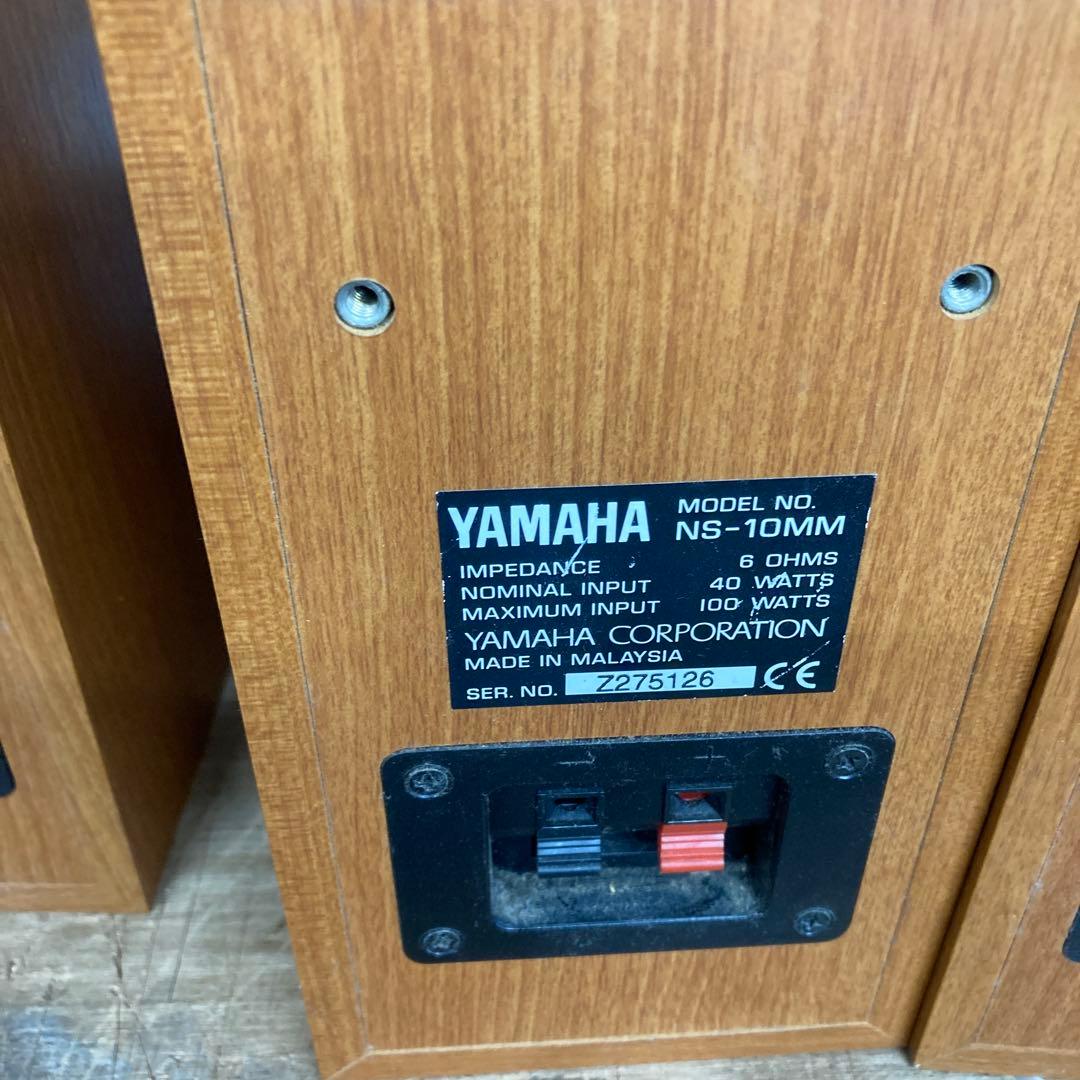 YAMAHA MODEL NO. NS-10MM
IMPEDANCE 6 OHMS
NOMINAL INPUT 40 WATTS
MAXIMUM INPUT 100 WATTS
YAMAHA CORPORATION
MADE IN MALAYSIA
SER. NO. Z275126 CE
− +